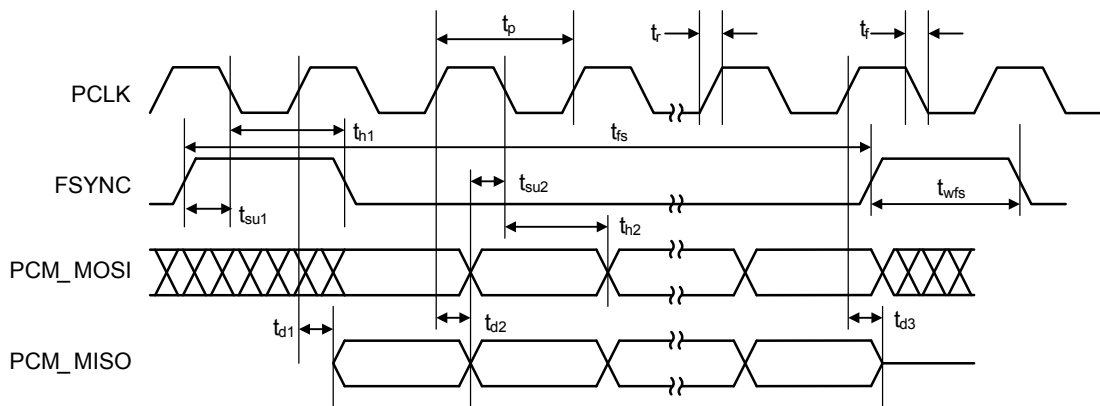 tp
tr
tf
PCLK
th1
tfs
FSYNC
tsu2
twfs
tsu1
th2
PCM_MOSI
td1
td2
td3
PCM_MISO